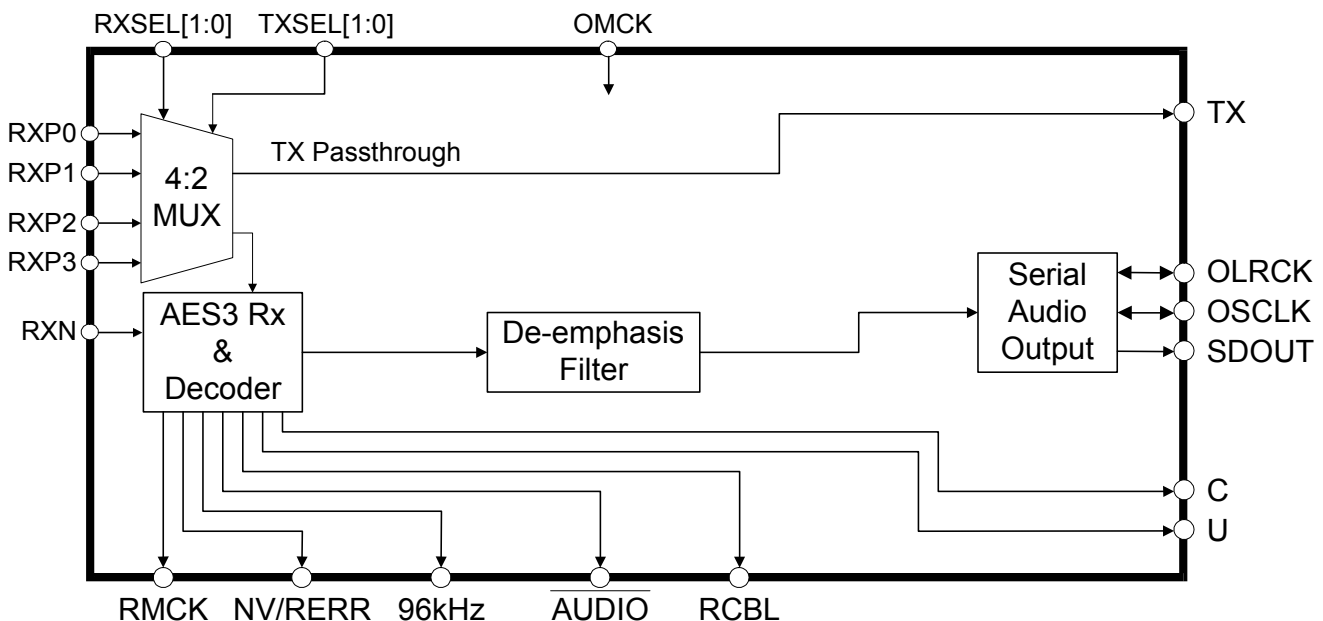 RXSEL[1:0] TXSEL[1:0] OMCK
RXP0
RXP1
RXP2
RXP3
RXN
4:2
MUX
TX Passthrough
TX
AES3 Rx
&
Decoder
De-emphasis
Filter
Serial
Audio
Output
OLRCK
OSCLK
SDOUT
C
U
RMCK NV/RERR 96kHz AUDIO RCBL